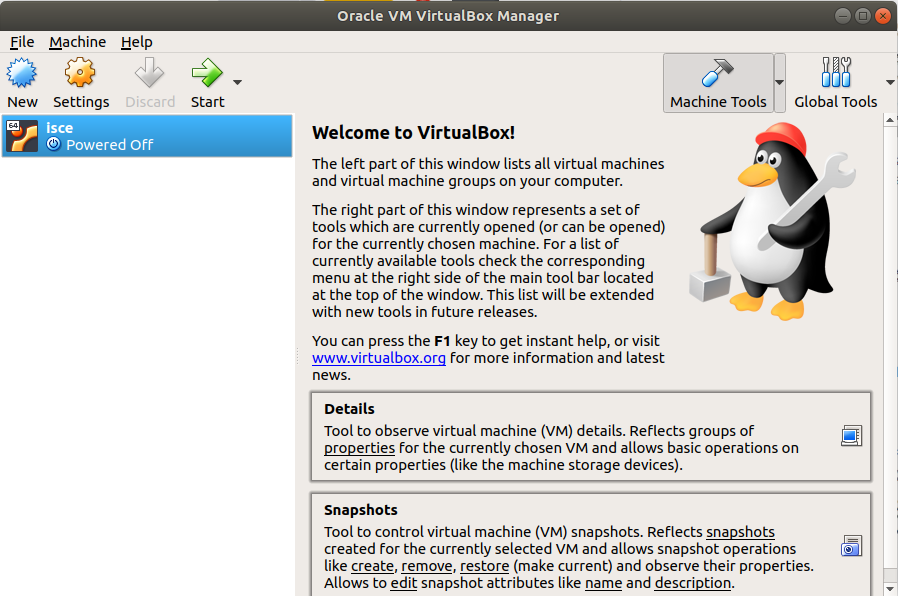 Oracle VM VirtualBox Manager
File Machine Help
New Settings Discard Start Machine Tools Global Tools
64
isce
Powered Off
Welcome to VirtualBox!
The left part of this window lists all virtual machines
and virtual machine groups on your computer.
The right part of this window represents a set of
tools which are currently opened (or can be opened)
for the currently chosen machine. For a list of
currently available tools check the corresponding
menu at the right side of the main tool bar located
at the top of the window. This list will be extended
with new tools in future releases.
You can press the F1 key to get instant help, or visit
www.virtualbox.org for more information and latest
news.
Details
Tool to observe virtual machine (VM) details. Reflects groups of
properties for the currently chosen VM and allows basic operations on
certain properties (like the machine storage devices).
Snapshots
Tool to control virtual machine (VM) snapshots. Reflects snapshots
created for the currently selected VM and allows snapshot operations
like create, remove, restore (make current) and observe their properties.
Allows to edit snapshot attributes like name and description.